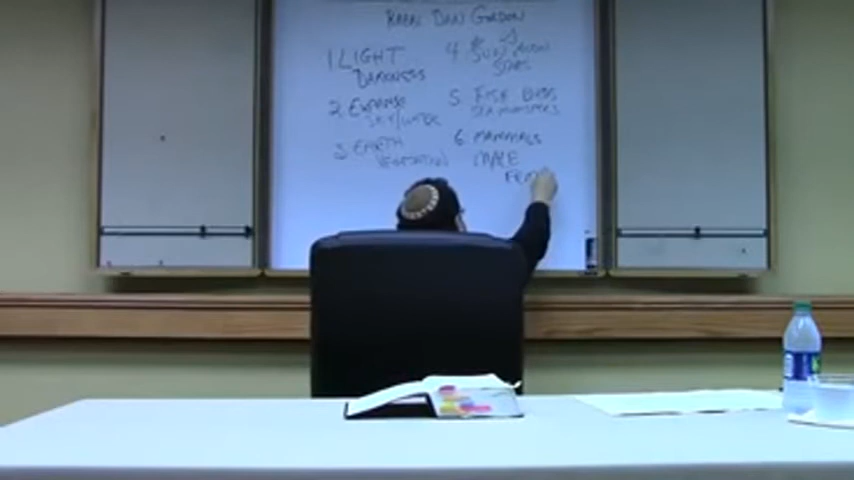 RABBI DAN GORDON
1. LIGHT
DARKNESS
2. EXPANSE
SKY/WATER
3. EARTH
VEGETATION
4. SUN MOON
STARS
5. FISH BIRDS
SEA MONSTERS
6. MAMMALS
MALE
FEM